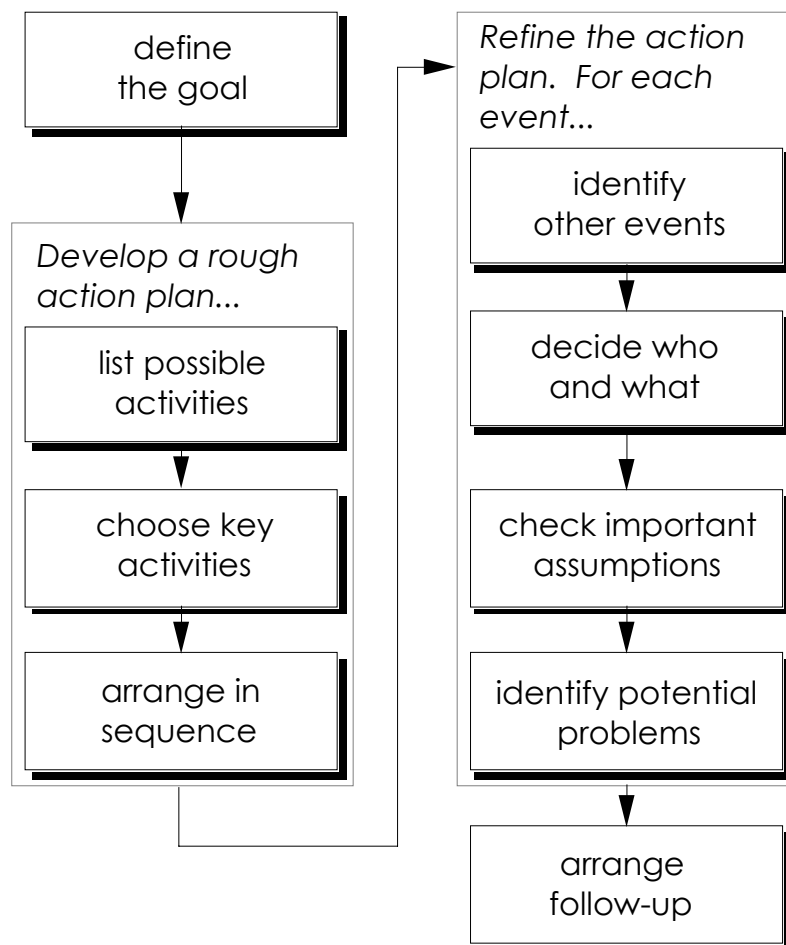 define
the goal
Develop a rough
action plan...
list possible
activities
choose key
activities
arrange in
sequence
Refine the action
plan.  For each
event...
identify
other events
decide who
and what
check important
assumptions
identify potential
problems
arrange
follow-up